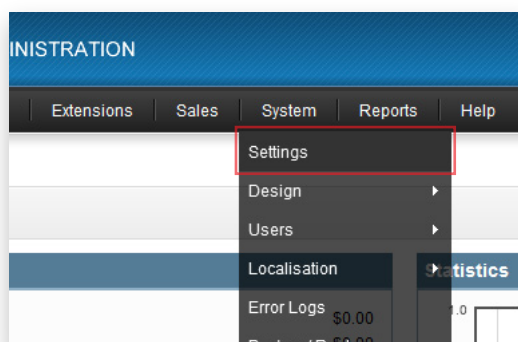 INISTRATION
Extensions Sales System Reports Help
Settings
Design
Users
Localisation
Statistics
Error Logs
$0.00
1.0